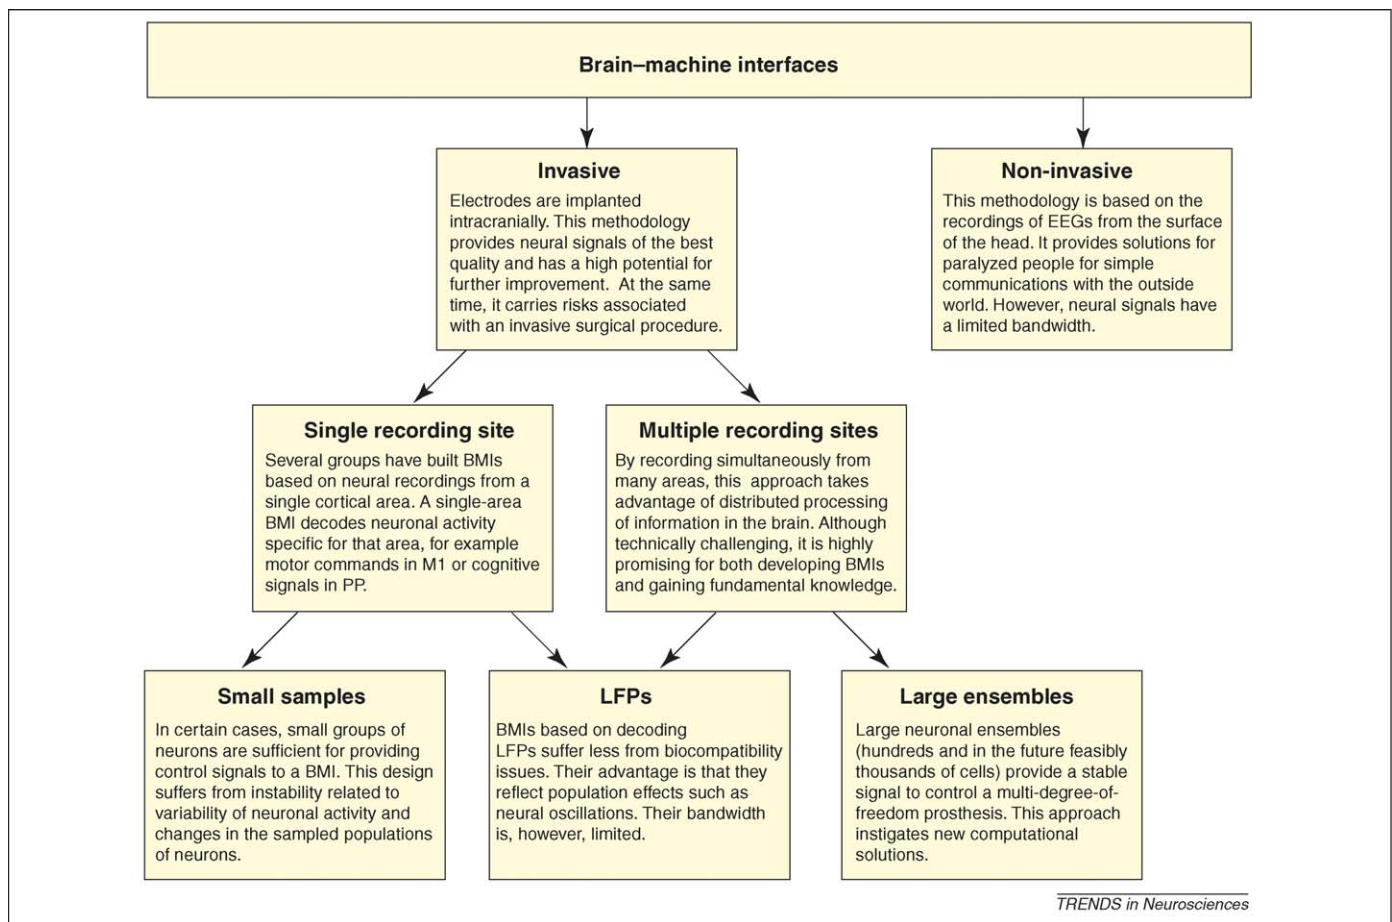 Brain–machine interfaces
Invasive
Electrodes are implanted
intracranially. This methodology
provides neural signals of the best
quality and has a high potential for
further improvement.  At the same
time, it carries risks associated
with an invasive surgical procedure.
Non-invasive
This methodology is based on the
recordings of EEGs from the surface
of the head. It provides solutions for
paralyzed people for simple
communications with the outside
world. However, neural signals have
a limited bandwidth.
Single recording site
Several groups have built BMIs
based on neural recordings from a
single cortical area. A single-area
BMI decodes neuronal activity
specific for that area, for example
motor commands in M1 or cognitive
signals in PP.
Multiple recording sites
By recording simultaneously from
many areas, this  approach takes
advantage of distributed processing
of information in the brain. Although
technically challenging, it is highly
promising for both developing BMIs
and gaining fundamental knowledge.
Small samples
In certain cases, small groups of
neurons are sufficient for providing
control signals to a BMI. This design
suffers from instability related to
variability of neuronal activity and
changes in the sampled populations
of neurons.
LFPs
BMIs based on decoding
LFPs suffer less from biocompatibility
issues. Their advantage is that they
reflect population effects such as
neural oscillations. Their bandwidth
is, however, limited.
Large ensembles
Large neuronal ensembles
(hundreds and in the future feasibly
thousands of cells) provide a stable
signal to control a multi-degree-of-
freedom prosthesis. This approach
instigates new computational
solutions.
TRENDS in Neurosciences